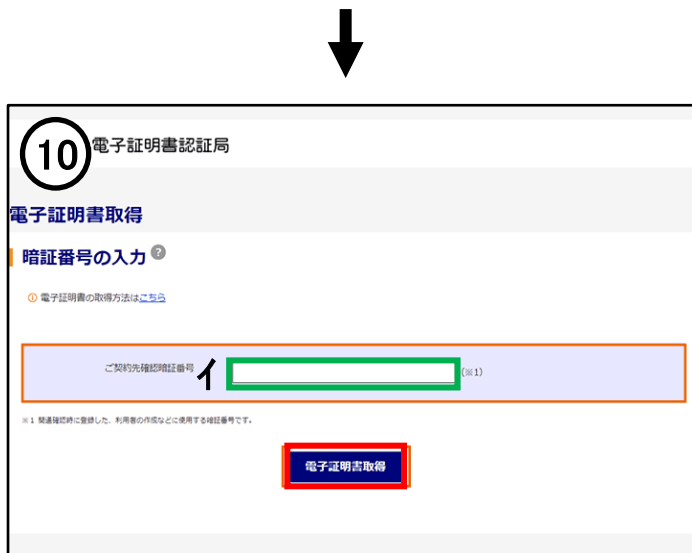 10
電子証明書認証局
電子証明書取得
暗証番号の入力 ?
① 電子証明書の取得方法はこちら
ご契約先確認暗証番号 イ (※1)
※1 開通確認時に登録した、利用者の作成などに使用する暗証番号です。
電子証明書取得